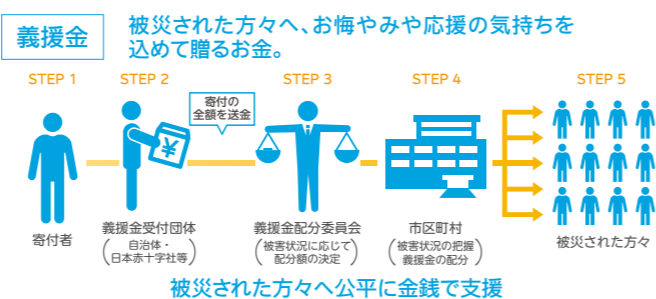 義援金
被災された方々へ、お悔やみや応援の気持ちを
込めて贈るお金。
STEP 1
STEP 2
STEP 3
STEP 4
STEP 5
寄付の
全額を送金
¥
寄付者
義援金受付団体
(自治体・
日本赤十字社等)
義援金配分委員会
(被害状況に応じて
配分額の決定)
市区町村
(被害状況の把握
義援金の配分)
被災された方々
被災された方々へ公平に金銭で支援